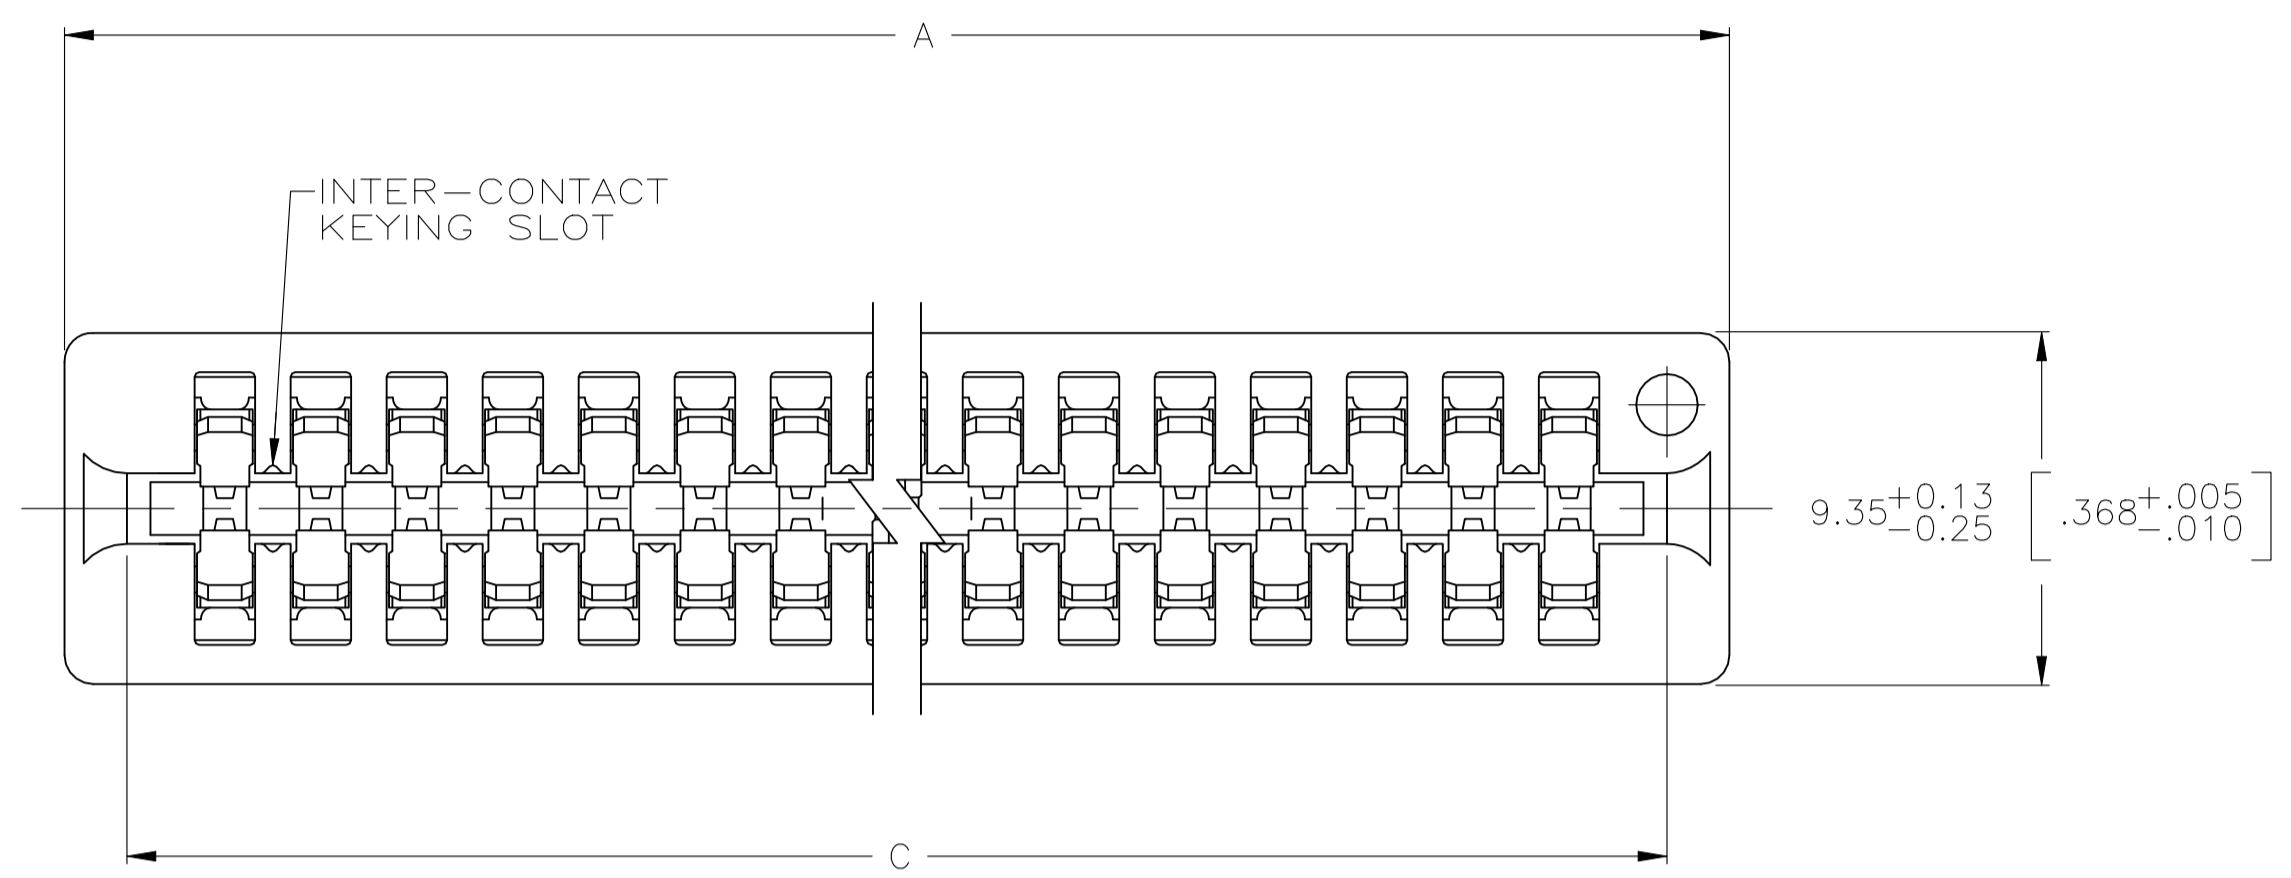 A
INTER-CONTACT
KEYING SLOT
9.35 +0.13 -0.25 [.368 +.005 -.010]
C